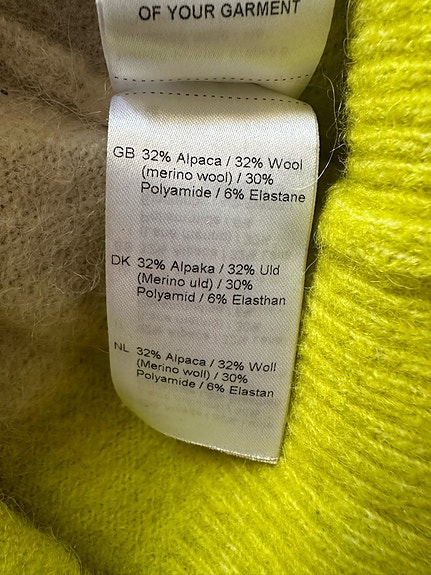 OF YOUR GARMENT
GB 32% Alpaca / 32% Wool
(merino wool) / 30%
Polyamide / 6% Elastane
DK 32% Alpaka / 32% Uld
(Merino uld) / 30%
Polyamid / 6% Elasthan
NL 32% Alpaca / 32% Woll
(Merino woll) / 30%
Polyamide / 6% Elastan